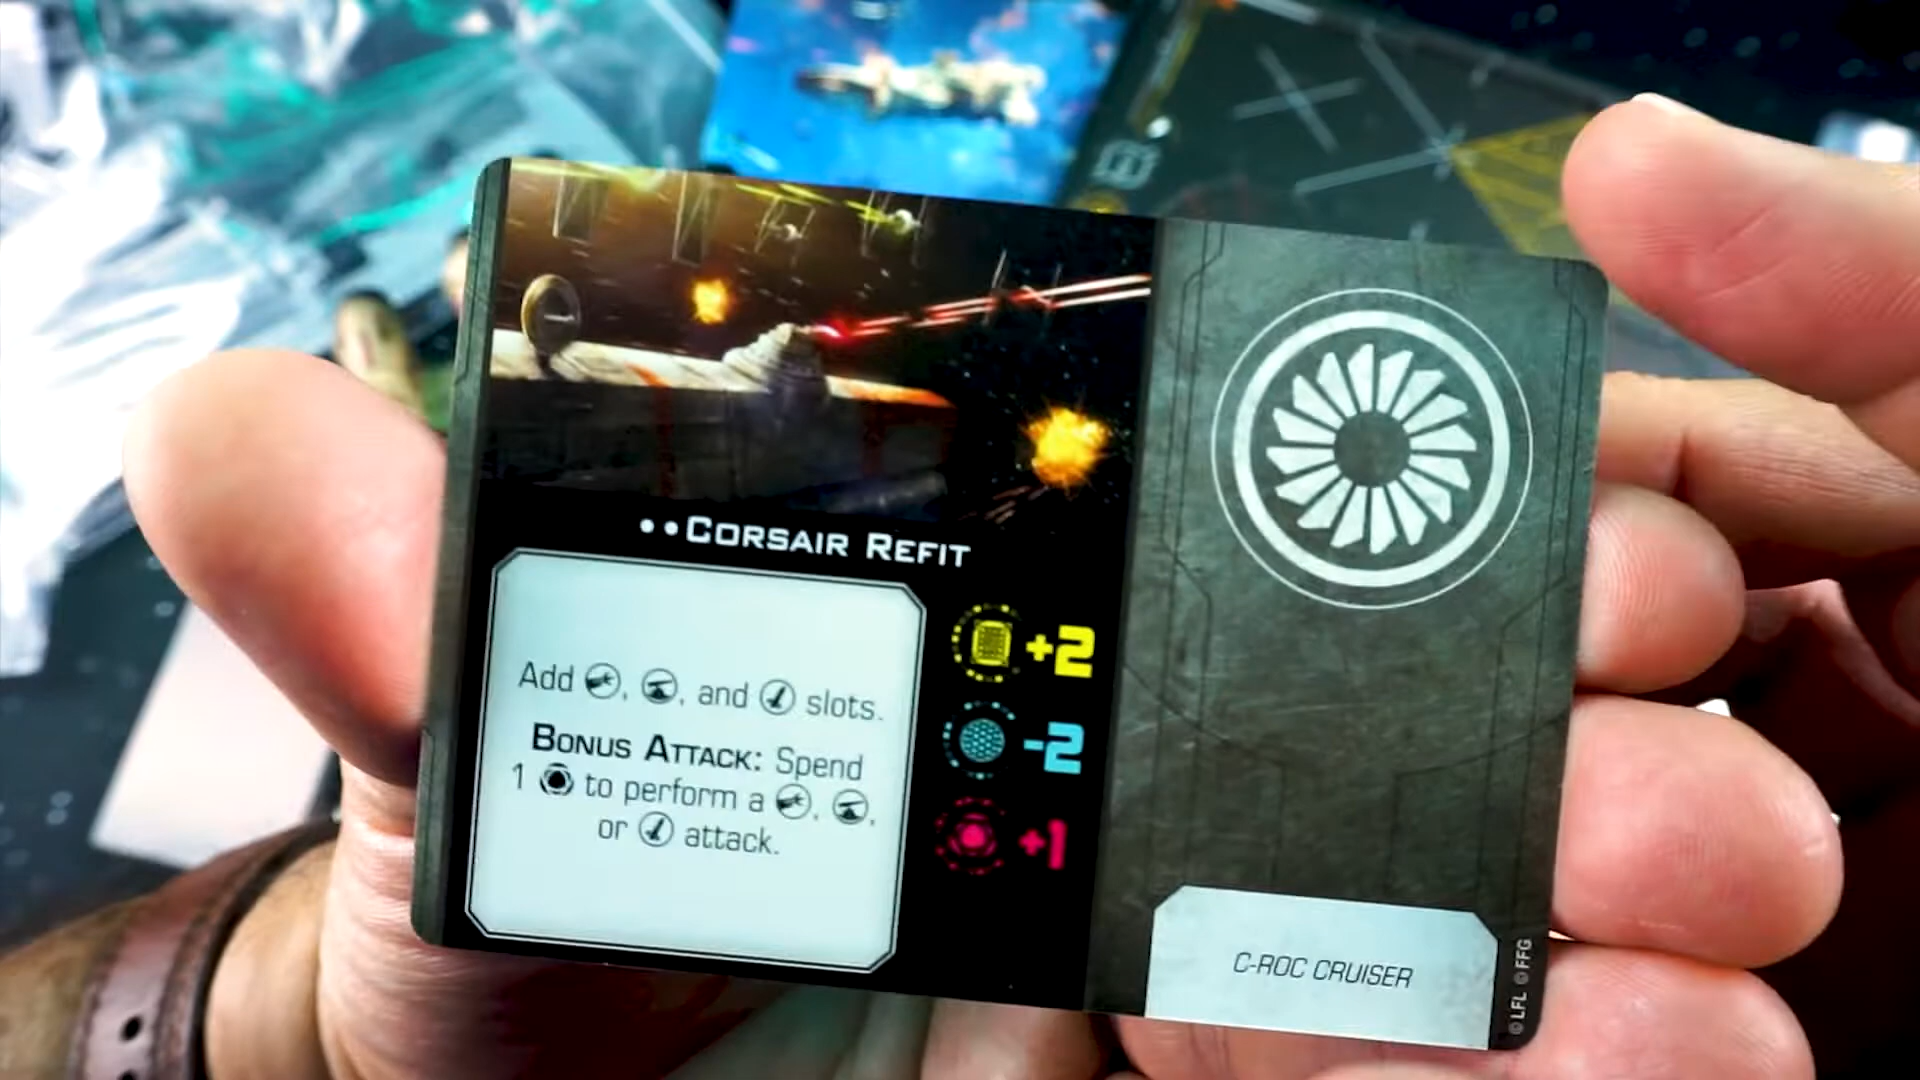 ••Corsair Refit
Add , , and slots.
Bonus Attack: Spend
1 to perform a , ,
or attack.
+2
-2
+1
C-ROC CRUISER
© LFL © FFG